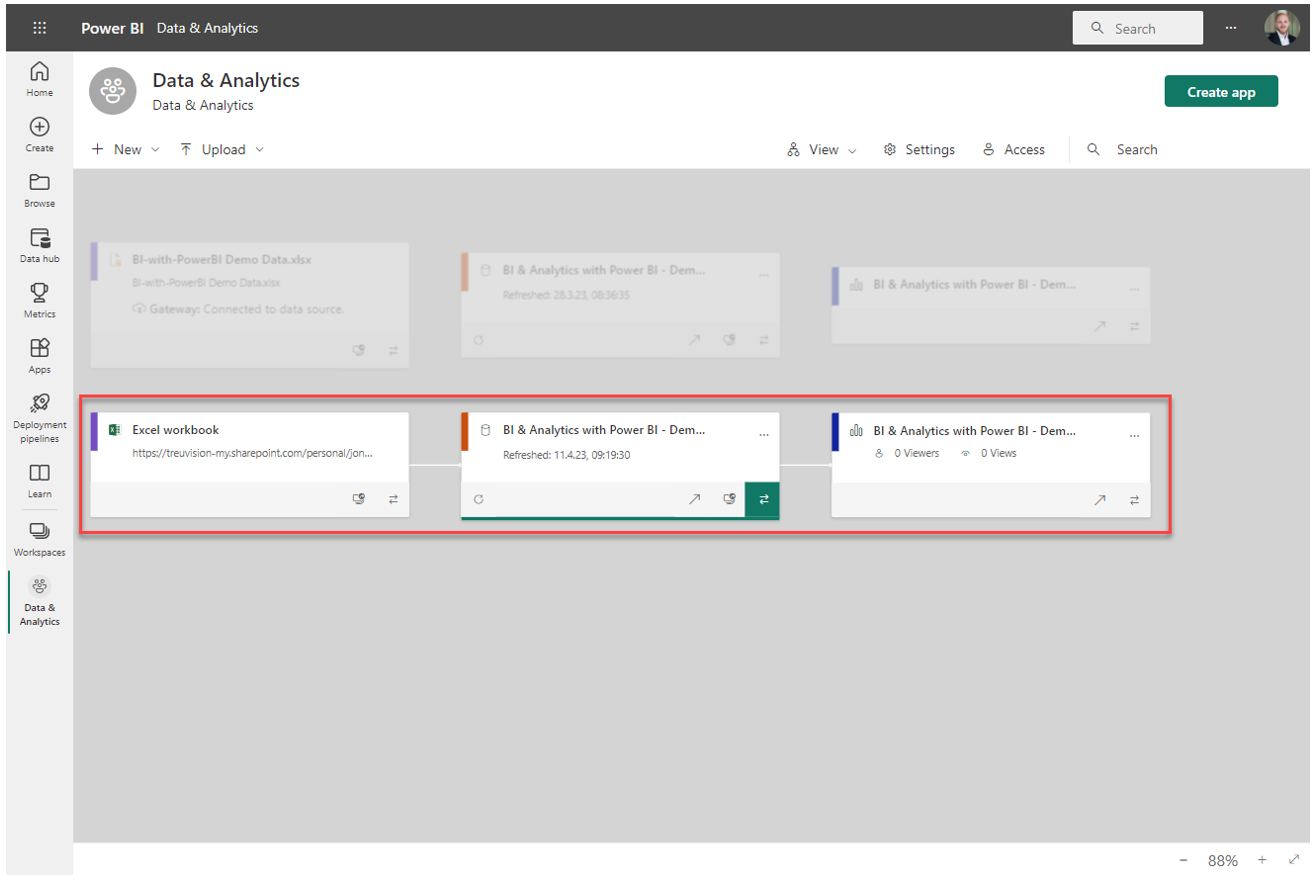 Power BI Data & Analytics
Search
...
Home
Create
Browse
Data hub
Metrics
Apps
Deployment
pipelines
Learn
Workspaces
Data &
Analytics
Data & Analytics
Data & Analytics
Create app
New
Upload
View
Settings
Access
Search
BI-with-PowerBI Demo Data.xlsx
BI-with-PowerBI Demo Data.xlsx
Gateway: Connected to data source.
BI & Analytics with Power BI - Dem...
...
Refreshed: 28.3.23, 08:36:35
BI & Analytics with Power BI - Dem...
...
Excel workbook
https://treuvision-my.sharepoint.com/personal/jon...
BI & Analytics with Power BI - Dem...
...
Refreshed: 11.4.23, 09:19:30
BI & Analytics with Power BI - Dem...
...
0 Viewers 0 Views
− 88% +